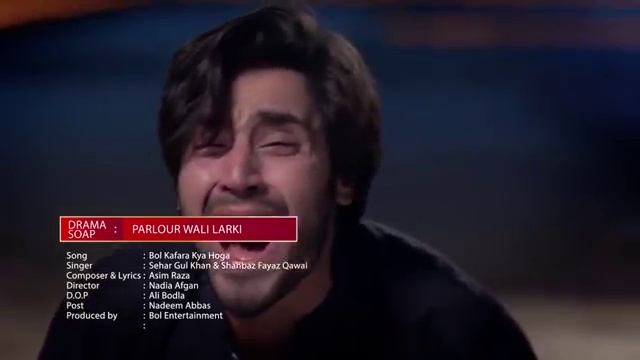 DRAMA SOAP : PARLOUR WALI LARKI
Song : Bol Kafara Kya Hoga
Singer : Sehar Gul Khan & Shahbaz Fayaz Qawal
Composer & Lyrics : Asim Raza
Director : Nadia Afgan
D.O.P : Ali Bodla
Post : Nadeem Abbas
Produced by : Bol Entertainment
: